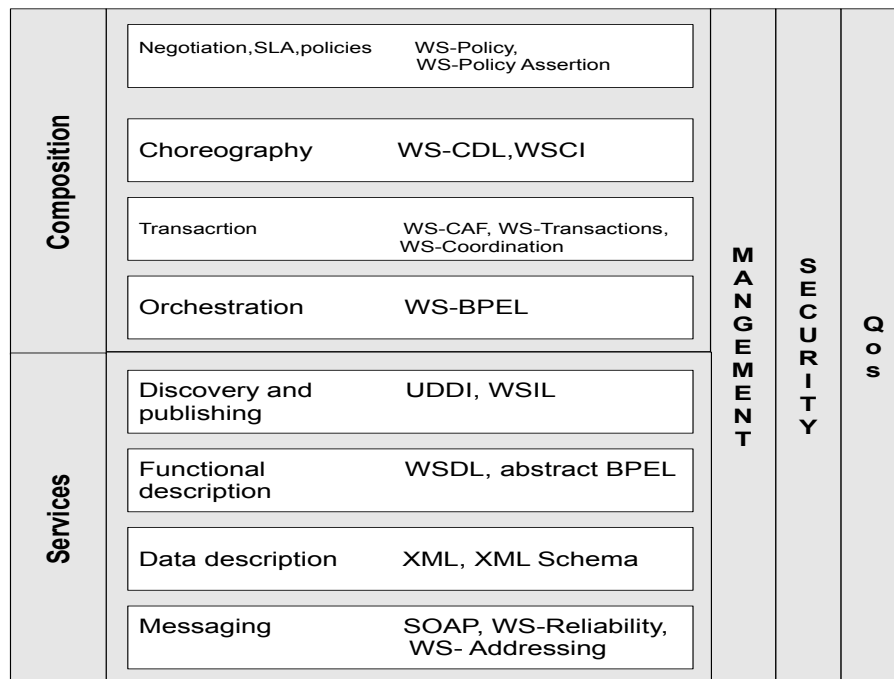 Composition
Negotiation,SLA,policies WS-Policy,
WS-Policy Assertion
Choreography WS-CDL,WSCI
Transacrtion WS-CAF, WS-Transactions,
WS-Coordination
Orchestration WS-BPEL
Services
Discovery and UDDI, WSIL
publishing
Functional WSDL, abstract BPEL
description
Data description XML, XML Schema
Messaging SOAP, WS-Reliability,
WS- Addressing
MANGEMENT
SECURITY
Qos